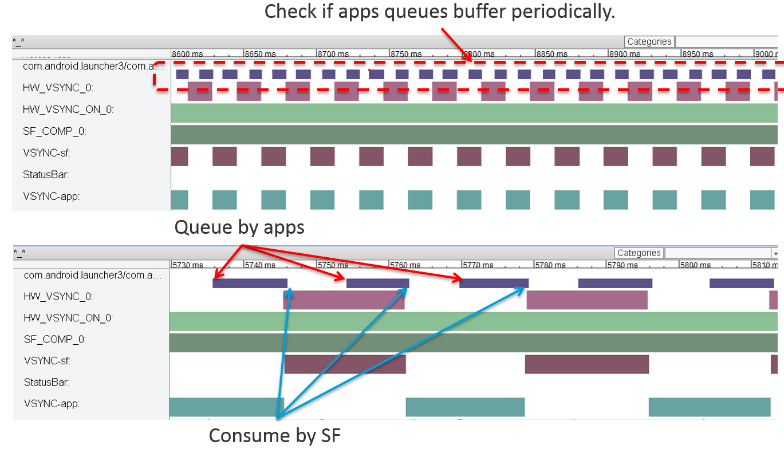 Check if apps queues buffer periodically.
^_^
Categories
8600 ms 8650 ms 8700 ms 8750 ms 8800 ms 8850 ms 8900 ms 8950 ms 9000 ms
com.android.launcher3/com.a...
HW_VSYNC_0:
HW_VSYNC_ON_0:
SF_COMP_0:
VSYNC-sf:
StatusBar:
VSYNC-app:
Queue by apps
^_^
Categories
5730 ms 5740 ms 5750 ms 5760 ms 5770 ms 5780 ms 5790 ms 5800 ms 5810 m
com.android.launcher3/com.a...
HW_VSYNC_0:
HW_VSYNC_ON_0:
SF_COMP_0:
VSYNC-sf:
StatusBar:
VSYNC-app:
Consume by SF